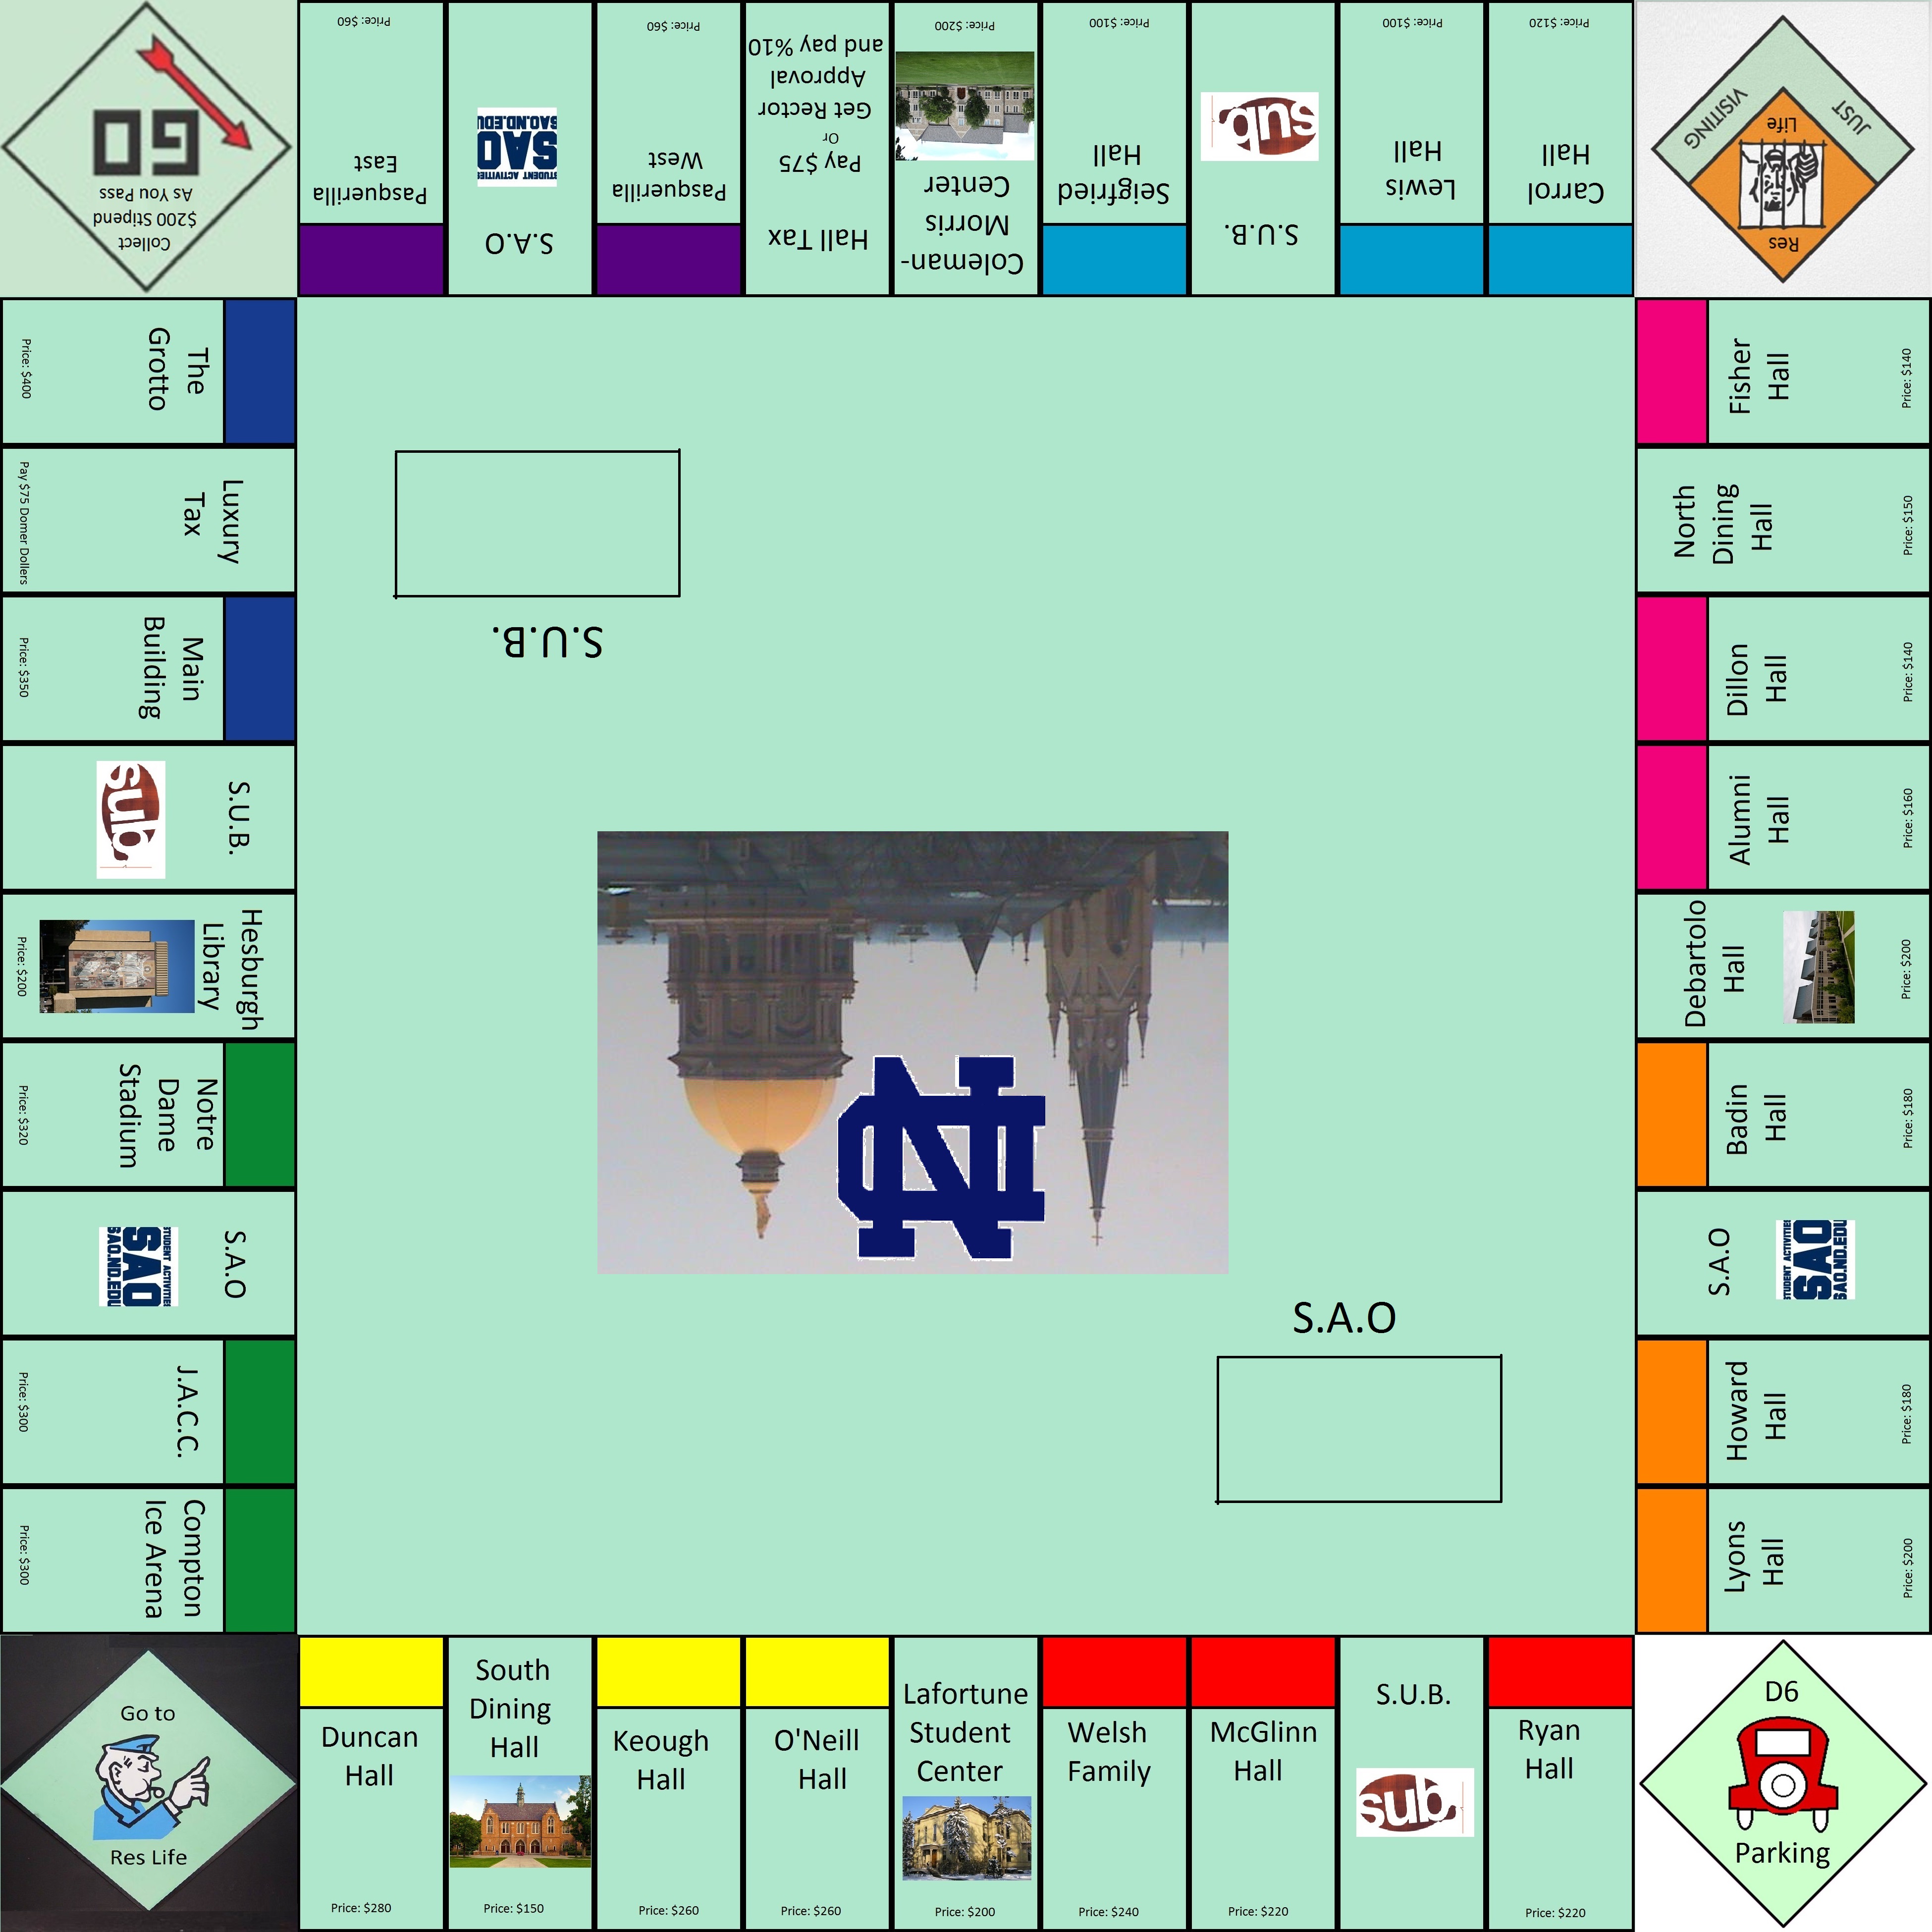 GO
Collect
$200 Stipend
As You Pass
Pasquerilla
East
Price: $60
S.A.O
STUDENT ACTIVITIES
SAO
SAO.ND.EDU
Pasquerilla
West
Price: $60
Hall Tax
Pay $75
Or
Get Rector
Approval
and pay %10
Coleman-
Morris
Center
Price: $200
Seigfried
Hall
Price: $100
S.U.B.
sub
Lewis
Hall
Price: $100
Carrol
Hall
Price: $120
Res
Life
JUST
VISITING
Fisher
Hall
Price: $140
North
Dining
Hall
Price: $150
Dillon
Hall
Price: $140
Alumni
Hall
Price: $160
Debartolo
Hall
Price: $200
Badin
Hall
Price: $180
S.A.O
STUDENT ACTIVITIES
SAO
SAO.ND.EDU
Howard
Hall
Price: $180
Lyons
Hall
Price: $200
D6
Parking
Ryan
Hall
Price: $220
S.U.B.
sub
McGlinn
Hall
Price: $220
Welsh
Family
Price: $240
Lafortune
Student
Center
Price: $200
O'Neill
Hall
Price: $260
Keough
Hall
Price: $260
South
Dining
Hall
Price: $150
Duncan
Hall
Price: $280
Go to
Res Life
Compton
Ice Arena
Price: $300
J.A.C.C.
Price: $300
S.A.O
STUDENT ACTIVITIES
SAO
SAO.ND.EDU
Notre
Dame
Stadium
Price: $320
Hesburgh
Library
Price: $200
S.U.B.
sub
Main
Building
Price: $350
Luxury
Tax
Pay $75 Domer Dollars
The
Grotto
Price: $400
S.U.B.
ND
S.A.O